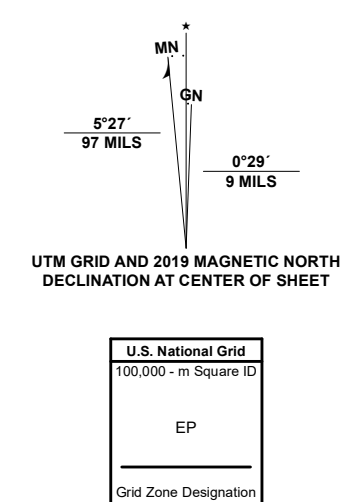 ★
MN
GN
5°27´
97 MILS
0°29´
9 MILS
UTM GRID AND 2019 MAGNETIC NORTH
DECLINATION AT CENTER OF SHEET
U.S. National Grid
100,000 - m Square ID
EP
Grid Zone Designation